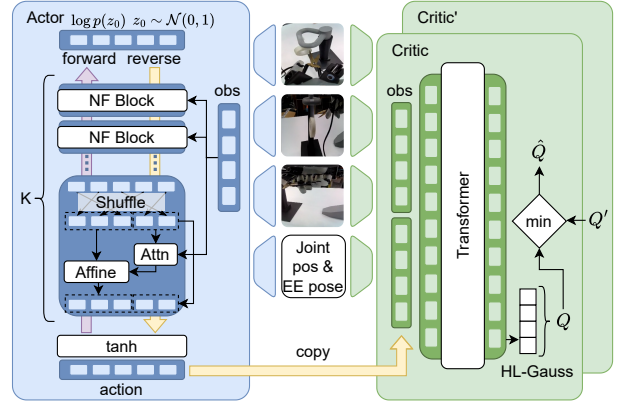 Actor log p(z₀) z₀ ∼ 𝒩(0, 1)
forward reverse
NF Block
NF Block
obs
K
Shuffle
Attn
Affine
tanh
action
Joint
pos &
EE pose
copy
Critic'
Critic
obs
Transformer
Q̂
min
Q′
Q
HL-Gauss